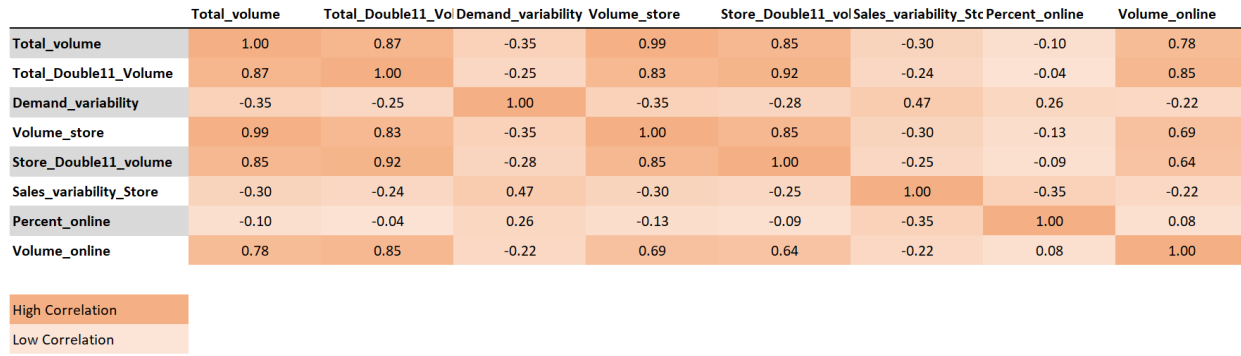 Total_volume Total_Double11_Vol Demand_variability Volume_store Store_Double11_vol Sales_variability_Stc Percent_online Volume_online
Total_volume 1.00 0.87 -0.35 0.99 0.85 -0.30 -0.10 0.78
Total_Double11_Volume 0.87 1.00 -0.25 0.83 0.92 -0.24 -0.04 0.85
Demand_variability -0.35 -0.25 1.00 -0.35 -0.28 0.47 0.26 -0.22
Volume_store 0.99 0.83 -0.35 1.00 0.85 -0.30 -0.13 0.69
Store_Double11_volume 0.85 0.92 -0.28 0.85 1.00 -0.25 -0.09 0.64
Sales_variability_Store -0.30 -0.24 0.47 -0.30 -0.25 1.00 -0.35 -0.22
Percent_online -0.10 -0.04 0.26 -0.13 -0.09 -0.35 1.00 0.08
Volume_online 0.78 0.85 -0.22 0.69 0.64 -0.22 0.08 1.00
High Correlation
Low Correlation